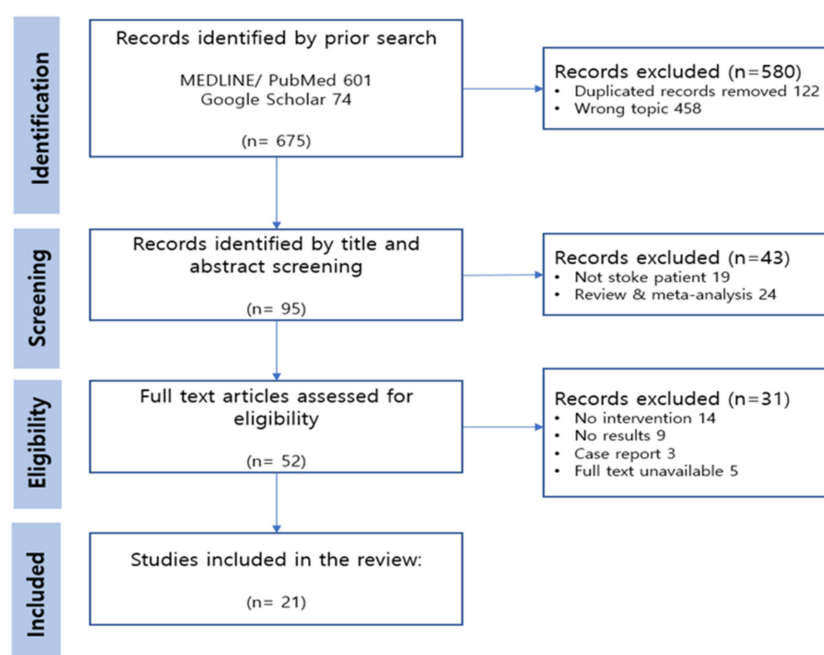 Identification
Records identified by prior search
MEDLINE/ PubMed 601
Google Scholar 74
(n= 675)
Records excluded (n=580)
• Duplicated records removed 122
• Wrong topic 458
Screening
Records identified by title and
abstract screening
(n= 95)
Records excluded (n=43)
• Not stoke patient 19
• Review & meta-analysis 24
Eligibility
Full text articles assessed for
eligibility
(n= 52)
Records excluded (n=31)
• No intervention 14
• No results 9
• Case report 3
• Full text unavailable 5
Included
Studies included in the review:
(n= 21)